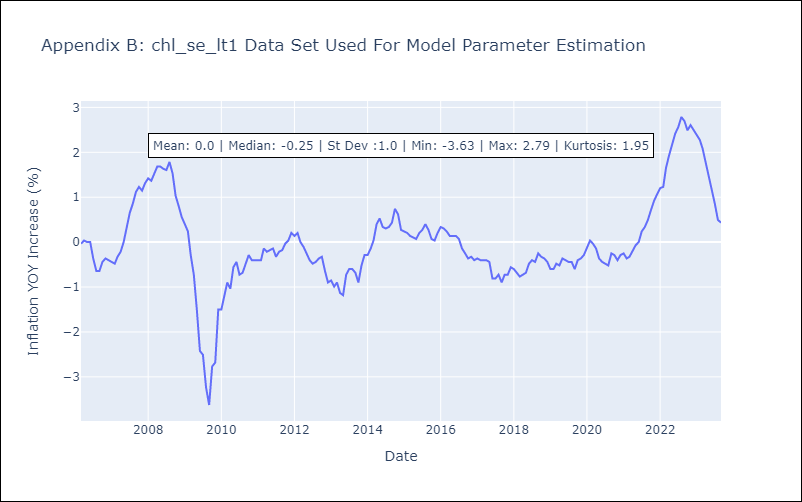 Appendix B: chl_se_lt1 Data Set Used For Model Parameter Estimation
Inflation YOY Increase (%)
3
2
1
0
−1
−2
−3
Mean: 0.0 | Median: -0.25 | St Dev :1.0 | Min: -3.63 | Max: 2.79 | Kurtosis: 1.95
2008 2010 2012 2014 2016 2018 2020 2022
Date